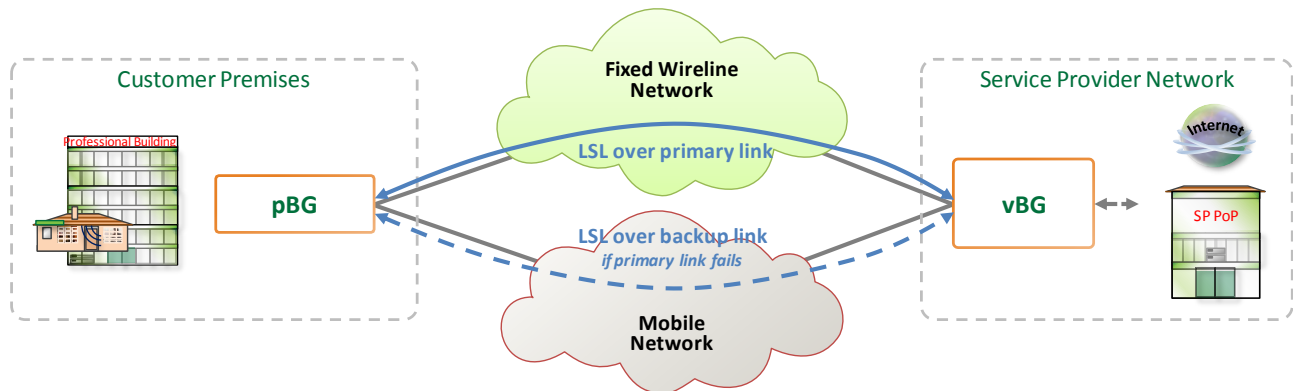 Customer Premises
Professional Building
pBG
Fixed Wireline
Network
LSL over primary link
LSL over backup link
if primary link fails
Mobile
Network
Service Provider Network
Internet
vBG
SP PoP